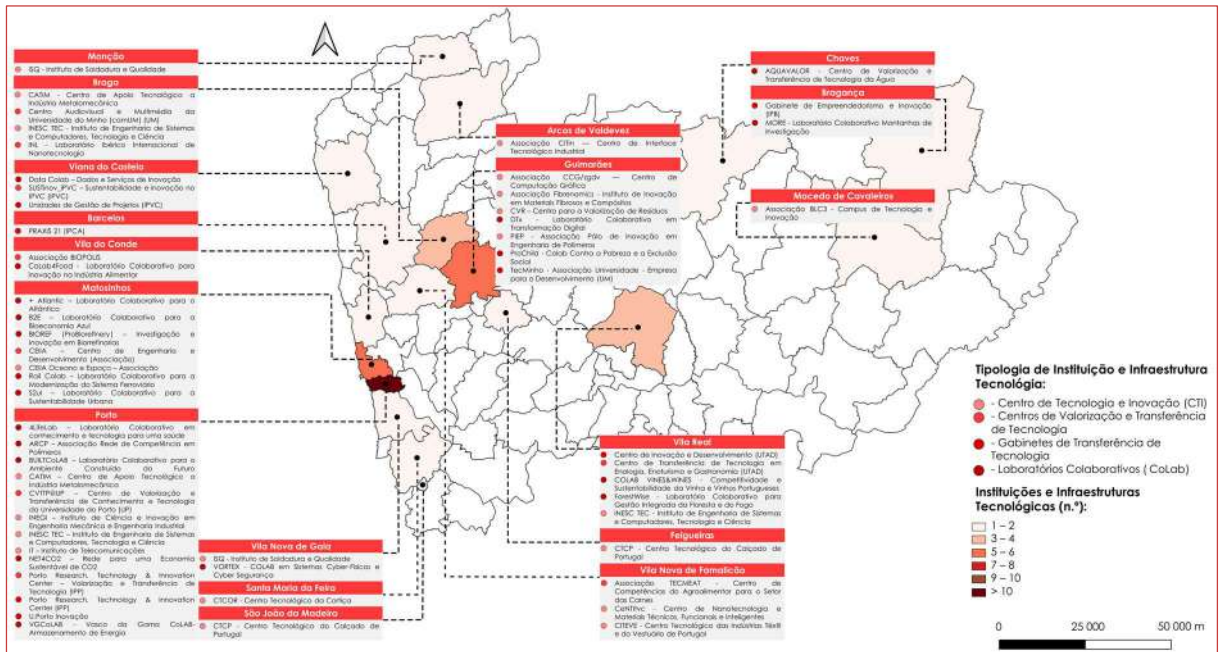 Monção
ISQ - Instituto de Soldadura e Qualidade
Braga
CATIM - Centro de Apoio Tecnológico à
Indústria Metalomecânica
Centro Audiovisual e Multimédia da
Universidade do Minho (comUM) (UM)
INESC TEC - Instituto de Engenharia de Sistemas
e Computadores, Tecnologia e Ciência
INL – Laboratório Ibérico Internacional de
Nanotecnologia
Viana do Castelo
Data Colab – Dados e Serviços de Inovação
SUSTinov_IPVC – Sustentabilidade e inovação no
IPVC (IPVC)
Unidades de Gestão de Projetos (IPVC)
Barcelos
PRAXIS 21 (IPCA)
Vila do Conde
Associação BIOPOLIS
CoLab4Food - Laboratório Colaborativo para
Inovação na Indústria Alimentar
Matosinhos
+ Atlantic – Laboratório Colaborativo para o
Atlântico
B2E – Laboratório Colaborativo para a
Bioeconomia Azul
BIOREF (ProBiorefinery) – Investigação e
Inovação em Biorrefinarias
CEiiA – Centro de Engenharia e
Desenvolvimento (Associação)
CEiiA Oceano e Espaço – Associação
Rail Colab – Laboratório Colaborativo para a
Modernização do Sistema Ferroviário
S2ul – Laboratório Colaborativo para a
Sustentabilidade Urbana
Porto
4LifeLab – Laboratório Colaborativo em
conhecimento e tecnologia para uma saúde
ARCP – Associação Rede de Competência em
Polímeros
BUILTCoLAB – Laboratório Colaborativo para o
Ambiente Construído do Futuro
CATIM – Centro de Apoio Tecnológico à
Indústria Metalomecânica
CVTTP@UP – Centro de Valorização e
Transferência de Conhecimento e Tecnologia
da Universidade do Porto (UP)
INEGI – Instituto de Ciência e Inovação em
Engenharia Mecânica e Engenharia Industrial
INESC TEC – Instituto de Engenharia de Sistemas
e Computadores, Tecnologia e Ciência
IT – Instituto de Telecomunicações
NET4CO2 – Rede para uma Economia
Sustentável de CO2
Porto Research, Technology & Innovation
Center – Valorização e Transferência de
Tecnologia (IPP)
Porto Research, Technology & Innovation
Center (IPP)
U.Porto Inovação
VGCoLAB – Vasco da Gama CoLAB-
Armazenamento de Energia
Vila Nova de Gaia
ISQ - Instituto de Soldadura e Qualidade
VORTEX - COLAB em Sistemas Cyber-Físicos e
Cyber Segurança
Santa Maria da Feira
CTCOR - Centro Tecnológico da Cortiça
São João da Madeira
CTCP - Centro Tecnológico do Calçado de
Portugal
Arcos de Valdevez
Associação CiTin — Centro de Interface
Tecnológico Industrial
Guimarães
Associação CCG/zgdv — Centro de
Computação Gráfica
Associação Fibrenamics - Instituto de Inovação
em Materiais Fibrosos e Compósitos
CVR – Centro para a Valorização de Resíduos
DTx - Laboratório Colaborativo em
Transformação Digital
PIEP - Associação Pólo de Inovação em
Engenharia de Polímeros
ProChild - Colab Contra a Pobreza e a Exclusão
Social
TecMinho - Associação Universidade - Empresa
para o Desenvolvimento (UM)
Chaves
AQUAVALOR - Centro de Valorização e
Transferência de Tecnologia da Água
Bragança
Gabinete de Empreendedorismo e Inovação
(IPB)
MORE - Laboratório Colaborativo Montanhas de
Investigação
Macedo de Cavaleiros
Associação BLC3 - Campus de Tecnologia e
Inovação
Vila Real
Centro de Inovação e Desenvolvimento (UTAD)
Centro de Transferência de Tecnologia em
Enologia, Enoturismo e Gastronomia (UTAD)
COLAB VINES&WINES - Competitividade e
Sustentabilidade da Vinha e Vinhos Portugueses
ForestWise - Laboratório Colaborativo para
Gestão Integrada da Floresta e do Fogo
INESC TEC - Instituto de Engenharia de Sistemas
e Computadores, Tecnologia e Ciência
Felgueiras
CTCP - Centro Tecnológico do Calçado de
Portugal
Vila Nova de Famalicão
Associação TECMEAT - Centro de
Competências do Agroalimentar para o Setor
das Carnes
CeNTItvc - Centro de Nanotecnologia e
Materiais Técnicos, Funcionais e Inteligentes
CITEVE - Centro Tecnológico das Indústrias Têxtil
e do Vestuário de Portugal
Tipologia de Instituição e Infraestrutura
Tecnológia:
- Centro de Tecnologia e Inovação (CTI)
- Centros de Valorização e Transferência
de Tecnologia
- Gabinetes de Transferência de
Tecnologia
- Laboratórios Colaborativos (CoLab)
Instituições e Infraestruturas
Tecnológicas (n.º):
1 – 2
3 – 4
5 – 6
7 – 8
9 – 10
> 10
0 25 000 50 000 m